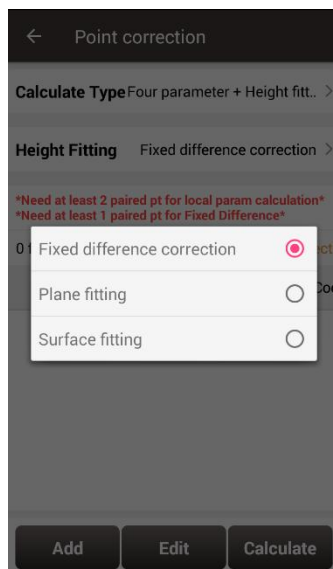 Point correction
Calculate Type Four parameter + Height fitt.. >
Height Fitting Fixed difference correction >
*Need at least 2 paired pt for local param calculation*
*Need at least 1 paired pt for Fixed Difference*
0
Fixed difference correction
Plane fitting
Surface fitting
Add Edit Calculate